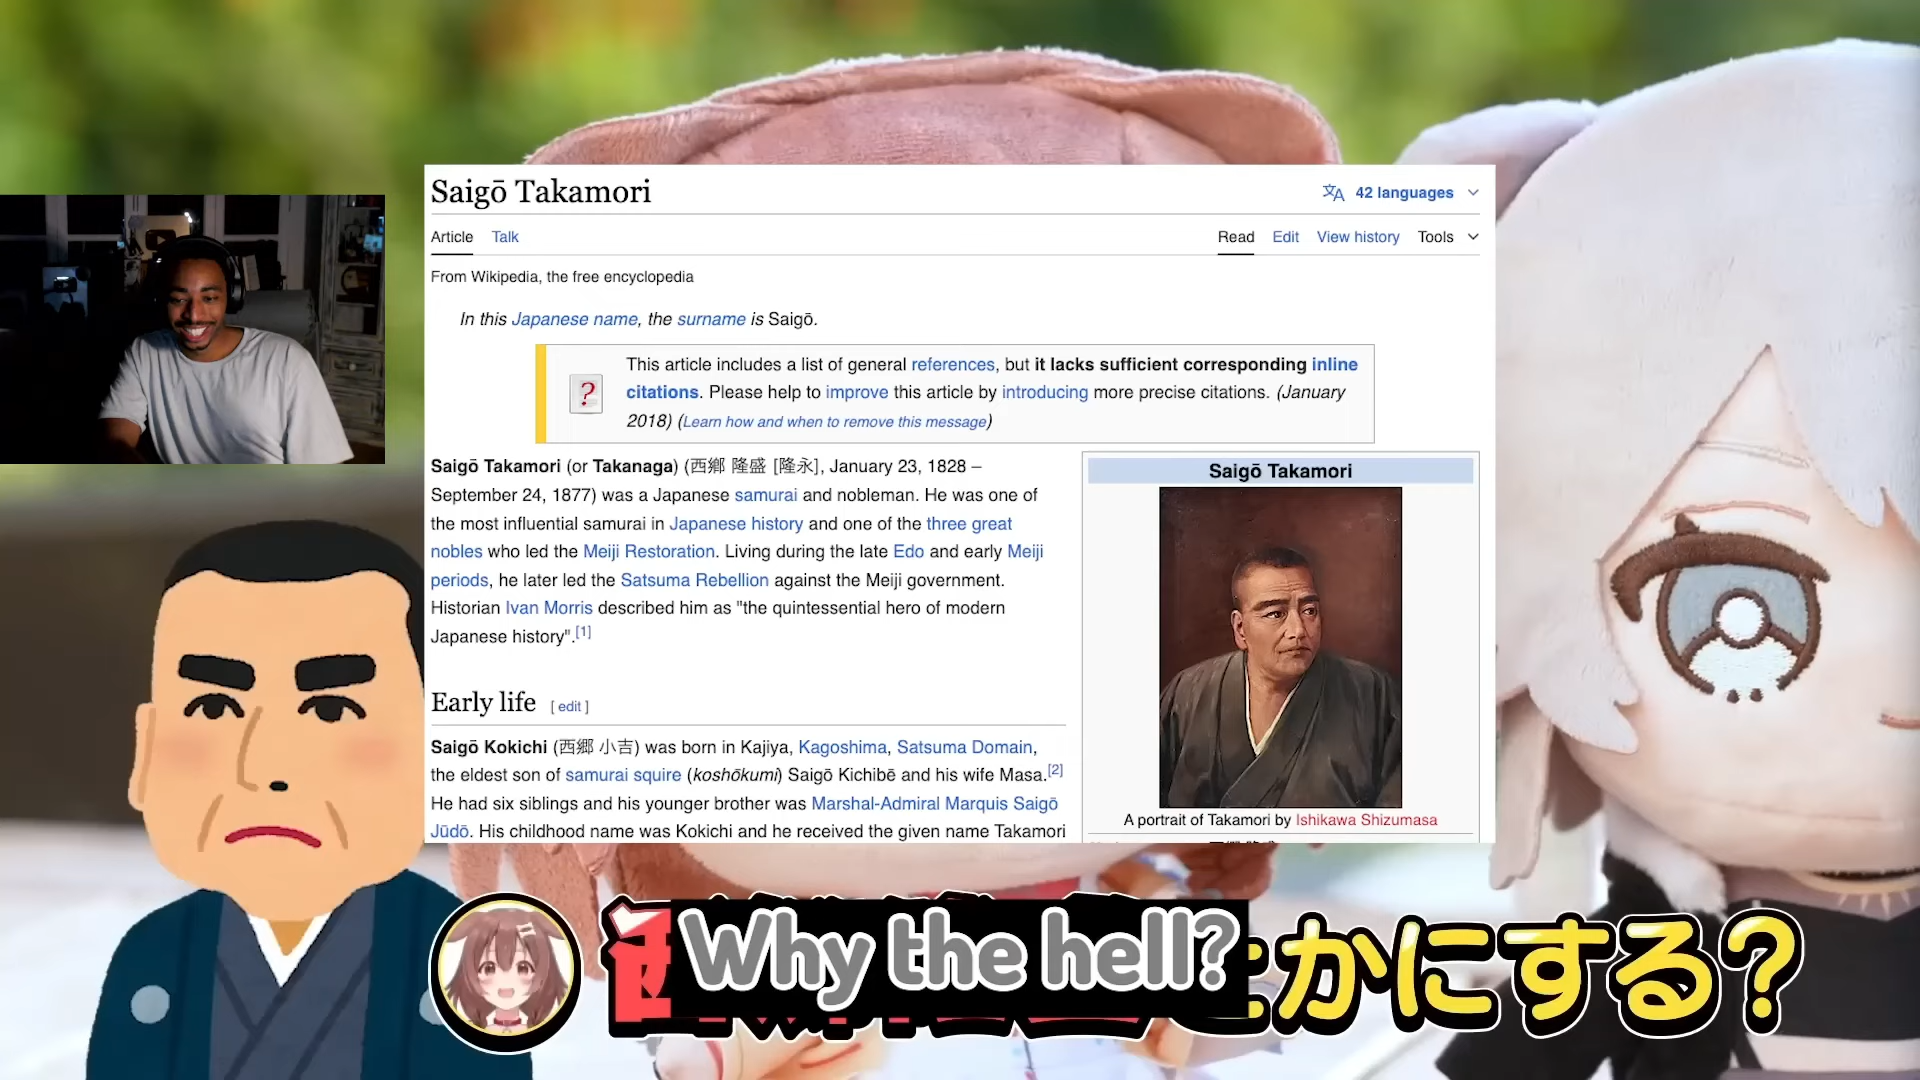 Saigō Takamori
42 languages
Article Talk
Read Edit View history Tools
From Wikipedia, the free encyclopedia
In this Japanese name, the surname is Saigō.
This article includes a list of general references, but it lacks sufficient corresponding inline
citations. Please help to improve this article by introducing more precise citations. (January
2018) (Learn how and when to remove this message)
Saigō Takamori (or Takanaga) (西郷 隆盛 [隆永], January 23, 1828 –
September 24, 1877) was a Japanese samurai and nobleman. He was one of
the most influential samurai in Japanese history and one of the three great
nobles who led the Meiji Restoration. Living during the late Edo and early Meiji
periods, he later led the Satsuma Rebellion against the Meiji government.
Historian Ivan Morris described him as "the quintessential hero of modern
Japanese history".[1]
Early life [ edit ]
Saigō Kokichi (西郷 小吉) was born in Kajiya, Kagoshima, Satsuma Domain,
the eldest son of samurai squire (koshōkumi) Saigō Kichibē and his wife Masa.[2]
He had six siblings and his younger brother was Marshal-Admiral Marquis Saigō
Jūdō. His childhood name was Kokichi and he received the given name Takamori
Saigō Takamori
A portrait of Takamori by Ishikawa Shizumasa
Why the hell?
かにする?